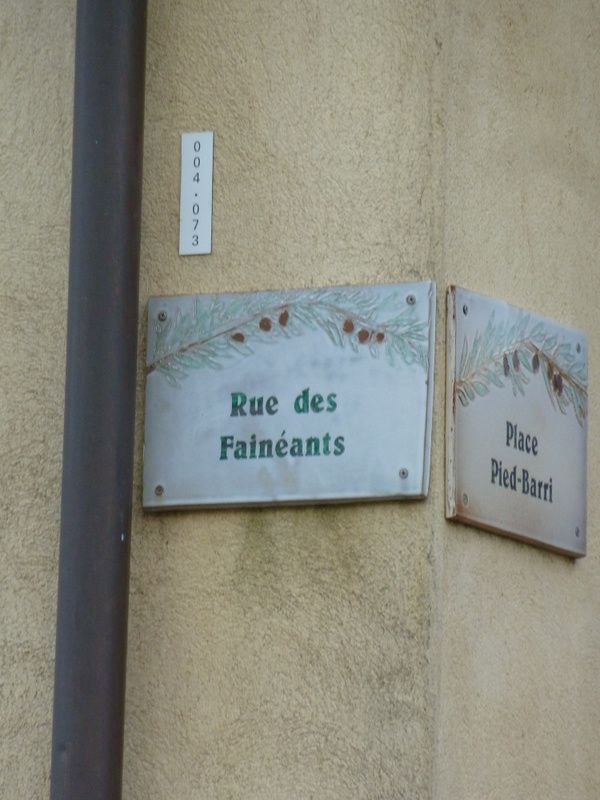 004.073
Rue des
Fainéants
Place
Pied-Barri